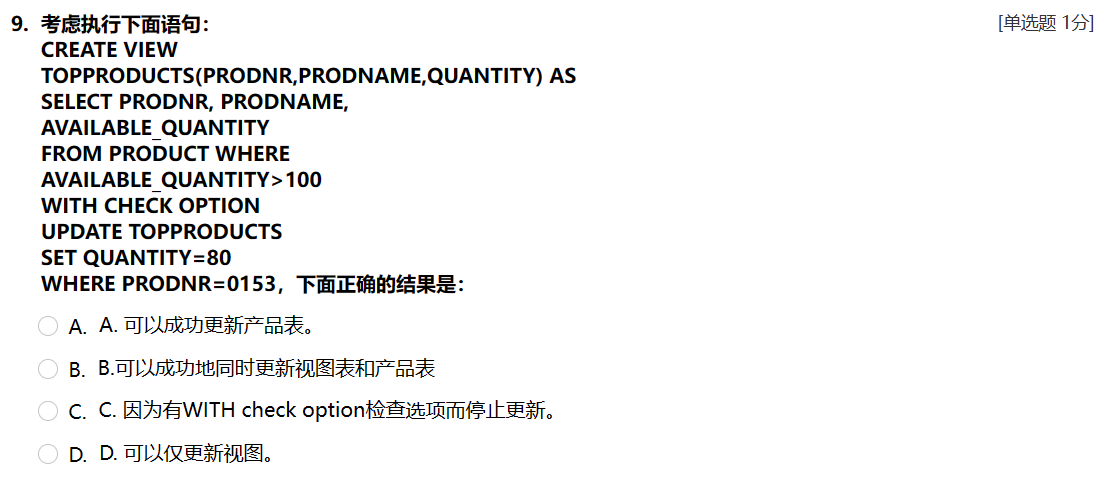 9. 考虑执行下面语句： [单选题 1分]
CREATE VIEW
TOPPRODUCTS(PRODNR,PRODNAME,QUANTITY) AS
SELECT PRODNR, PRODNAME,
AVAILABLE_QUANTITY
FROM PRODUCT WHERE
AVAILABLE_QUANTITY>100
WITH CHECK OPTION
UPDATE TOPPRODUCTS
SET QUANTITY=80
WHERE PRODNR=0153，下面正确的结果是：
A. A. 可以成功更新产品表。
B. B.可以成功地同时更新视图表和产品表
C. C. 因为有WITH check option检查选项而停止更新。
D. D. 可以仅更新视图。